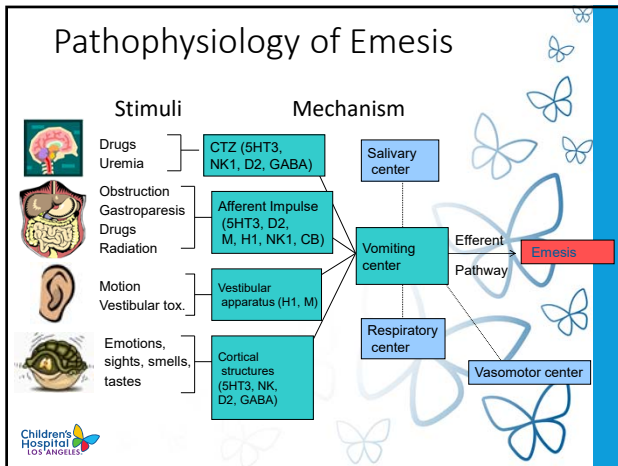 Pathophysiology of Emesis
Stimuli
Mechanism
Drugs
Uremia
CTZ (5HT3,
NK1, D2, GABA)
Salivary
center
Obstruction
Gastroparesis
Drugs
Radiation
Afferent Impulse
(5HT3, D2,
M, H1, NK1, CB)
Vomiting
center
Efferent
Pathway
Emesis
Motion
Vestibular tox.
Vestibular
apparatus (H1, M)
Respiratory
center
Emotions,
sights, smells,
tastes
Cortical
structures
(5HT3, NK,
D2, GABA)
Vasomotor center
Children's
Hospital
LOS ANGELES.